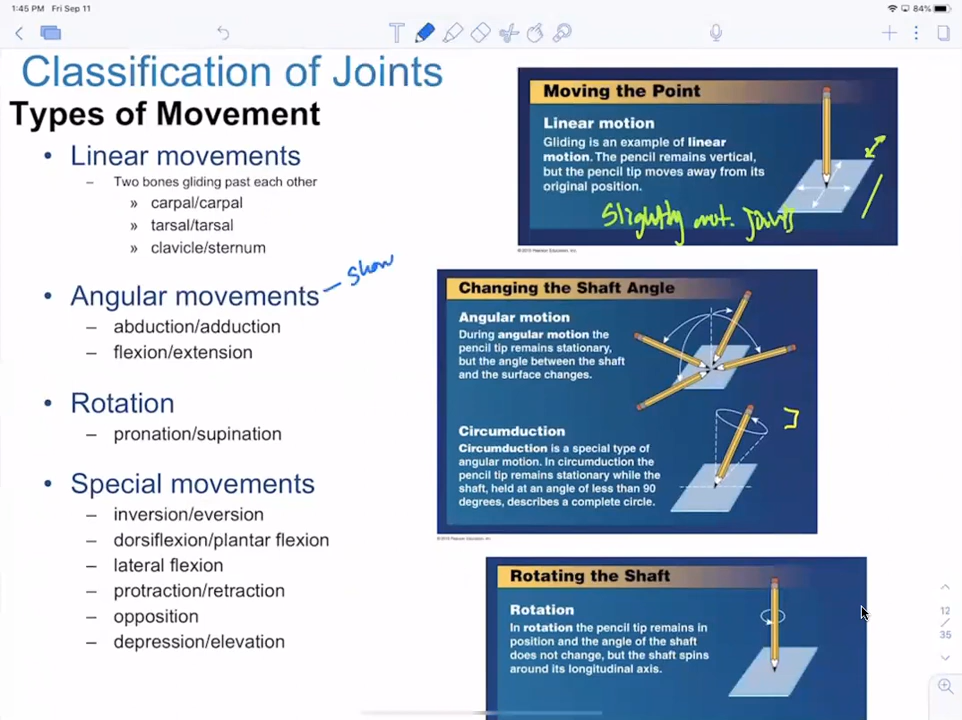 1:45 PM Fri Sep 11
84%
Classification of Joints
Types of Movement
• Linear movements
– Two bones gliding past each other
» carpal/carpal
» tarsal/tarsal
» clavicle/sternum
• Angular movements – show
– abduction/adduction
– flexion/extension
• Rotation
– pronation/supination
• Special movements
– inversion/eversion
– dorsiflexion/plantar flexion
– lateral flexion
– protraction/retraction
– opposition
– depression/elevation
Moving the Point
Linear motion
Gliding is an example of linear
motion. The pencil remains vertical,
but the pencil tip moves away from its
original position.
Slightly mot. Joints
Changing the Shaft Angle
Angular motion
During angular motion the
pencil tip remains stationary,
but the angle between the shaft
and the surface changes.
Circumduction
Circumduction is a special type of
angular motion. In circumduction the
pencil tip remains stationary while the
shaft, held at an angle of less than 90
degrees, describes a complete circle.
Rotating the Shaft
Rotation
In rotation the pencil tip remains in
position and the angle of the shaft
does not change, but the shaft spins
around its longitudinal axis.
12
/
35